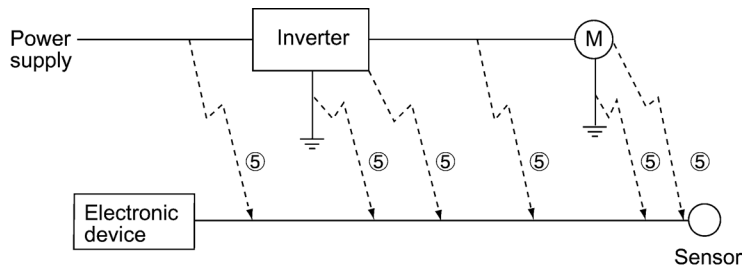 Power
supply
Inverter
M
⑤ ⑤ ⑤ ⑤ ⑤ ⑤
Electronic
device
Sensor